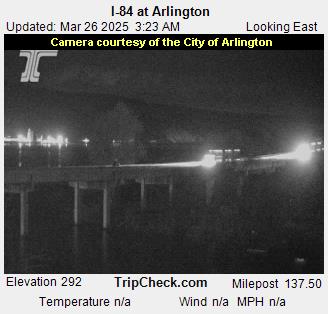 I-84 at Arlington
Updated: Mar 26 2025 3:23 AM Looking East
Camera courtesy of the City of Arlington
Elevation 292 TripCheck.com Milepost 137.50
Temperature n/a Wind n/a MPH n/a